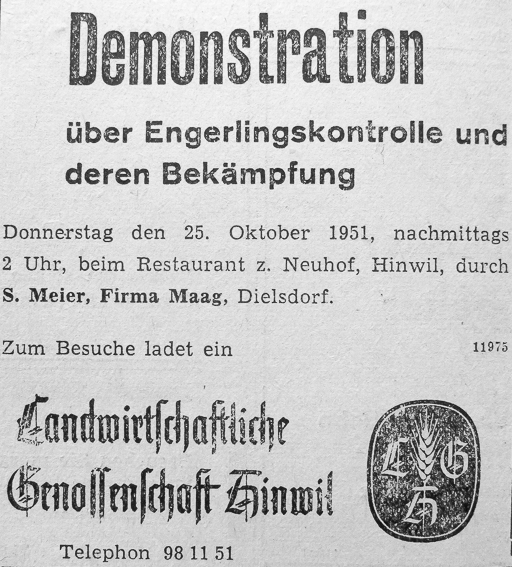 Demonstration
über Engerlingskontrolle und
deren Bekämpfung
Donnerstag den 25. Oktober 1951, nachmittags
2 Uhr, beim Restaurant z. Neuhof, Hinwil, durch
S. Meier, Firma Maag, Dielsdorf.
Zum Besuche ladet ein 11975
Landwirtschaftliche
Genossenschaft Hinwil
L G
H
Telephon 98 11 51